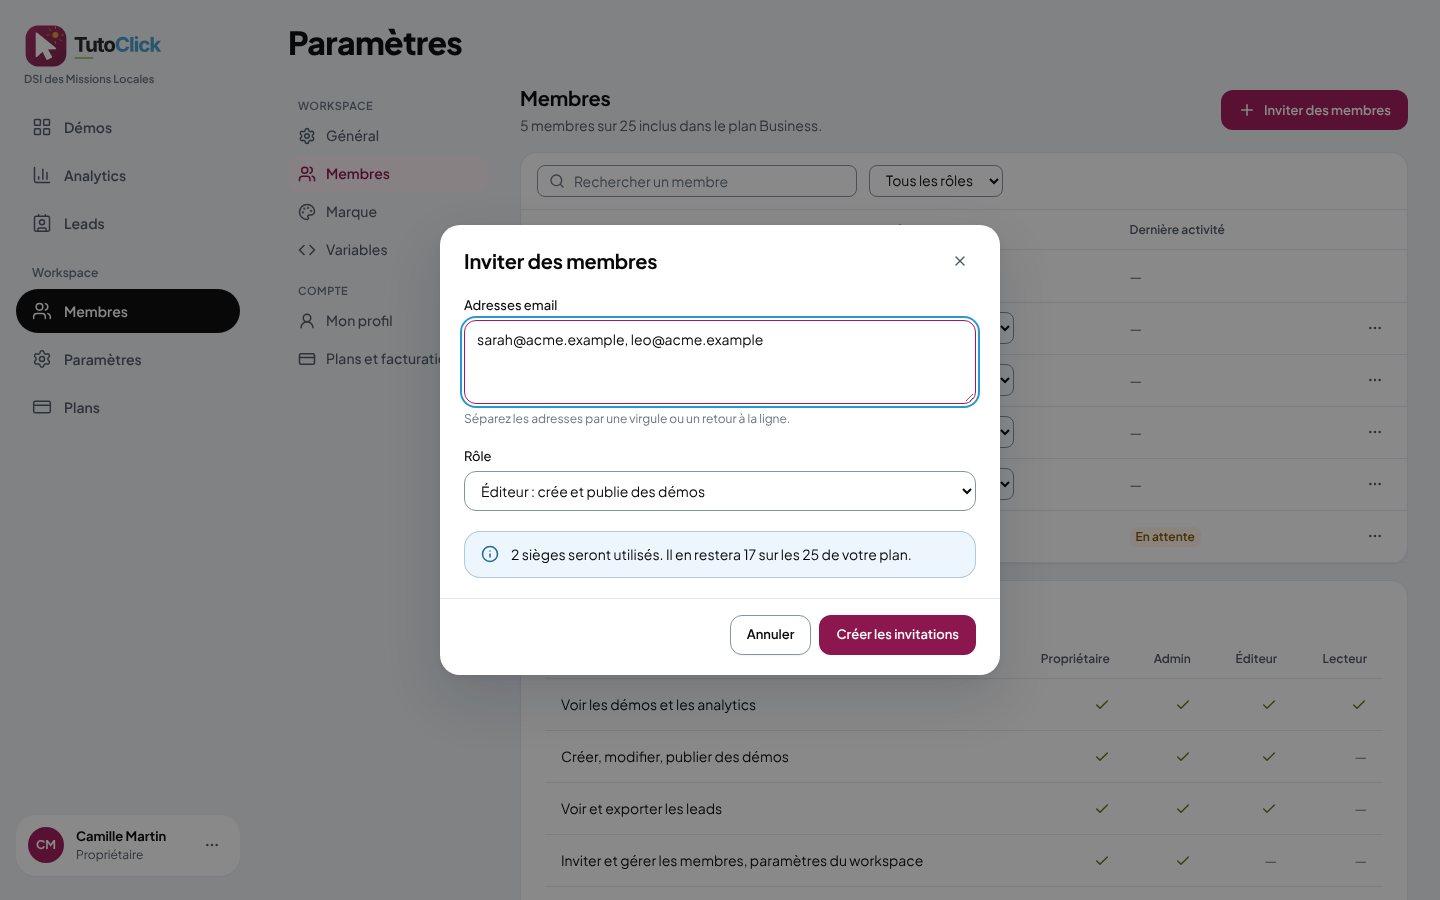 TutoClick
DSI des Missions Locales
Démos
Analytics
Leads
Workspace
Membres
Paramètres
Plans
CM
Camille Martin
Propriétaire
Paramètres
WORKSPACE
Général
Membres
Marque
Variables
COMPTE
Mon profil
Plans et facturati
Membres
5 membres sur 25 inclus dans le plan Business.
Inviter des membres
Rechercher un membre
Tous les rôles
Dernière activité
—
—
—
—
—
En attente
Inviter des membres
Adresses email
sarah@acme.example, leo@acme.example
Séparez les adresses par une virgule ou un retour à la ligne.
Rôle
Éditeur : crée et publie des démos
2 sièges seront utilisés. Il en restera 17 sur les 25 de votre plan.
Annuler
Créer les invitations
Propriétaire Admin Éditeur Lecteur
Voir les démos et les analytics
Créer, modifier, publier des démos —
Voir et exporter les leads —
Inviter et gérer les membres, paramètres du workspace — —